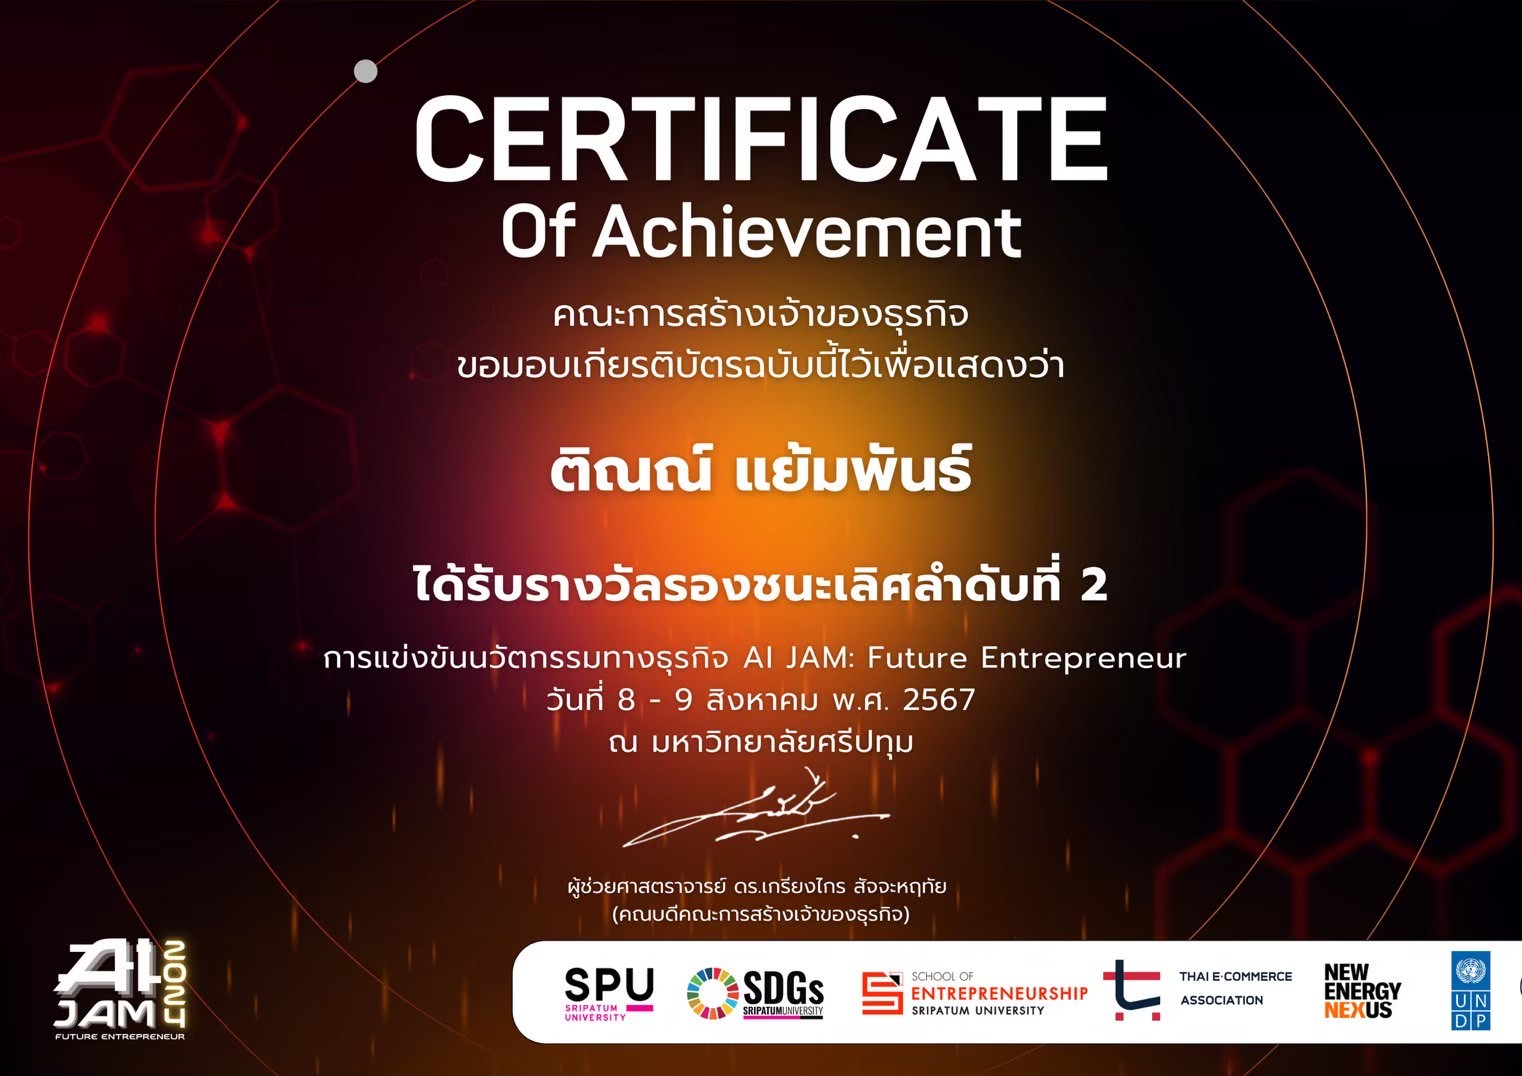 CERTIFICATE
Of Achievement
คณะการสร้างเจ้าของธุรกิจ
ขอมอบเกียรติบัตรฉบับนี้ไว้เพื่อแสดงว่า
ติณณ์ แย้มพันธ์
ได้รับรางวัลรองชนะเลิศลำดับที่ 2
การแข่งขันนวัตกรรมทางธุรกิจ AI JAM: Future Entrepreneur
วันที่ 8 - 9 สิงหาคม พ.ศ. 2567
ณ มหาวิทยาลัยศรีปทุม
ผู้ช่วยศาสตราจารย์ ดร.เกรียงไกร สัจจะหฤทัย
(คณบดีคณะการสร้างเจ้าของธุรกิจ)
AI
JAM
2024
FUTURE ENTREPRENEUR
SPU
SRIPATUM
UNIVERSITY
SDGs
SRIPATUMUNIVERSITY
SCHOOL OF
ENTREPRENEURSHIP
SRIPATUM UNIVERSITY
THAI E-COMMERCE
ASSOCIATION
NEW
ENERGY
NEXUS
UN
DP